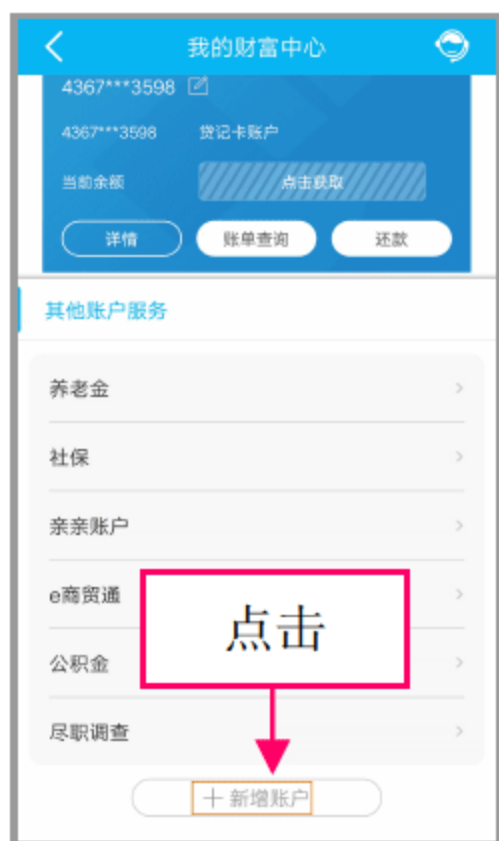 我的财富中心
4367***3598
4367***3598 贷记卡账户
当前余额 点击获取
详情 账单查询 还款
其他账户服务
养老金
社保
亲亲账户
e商贸通
点击
公积金
尽职调查
十新增账户